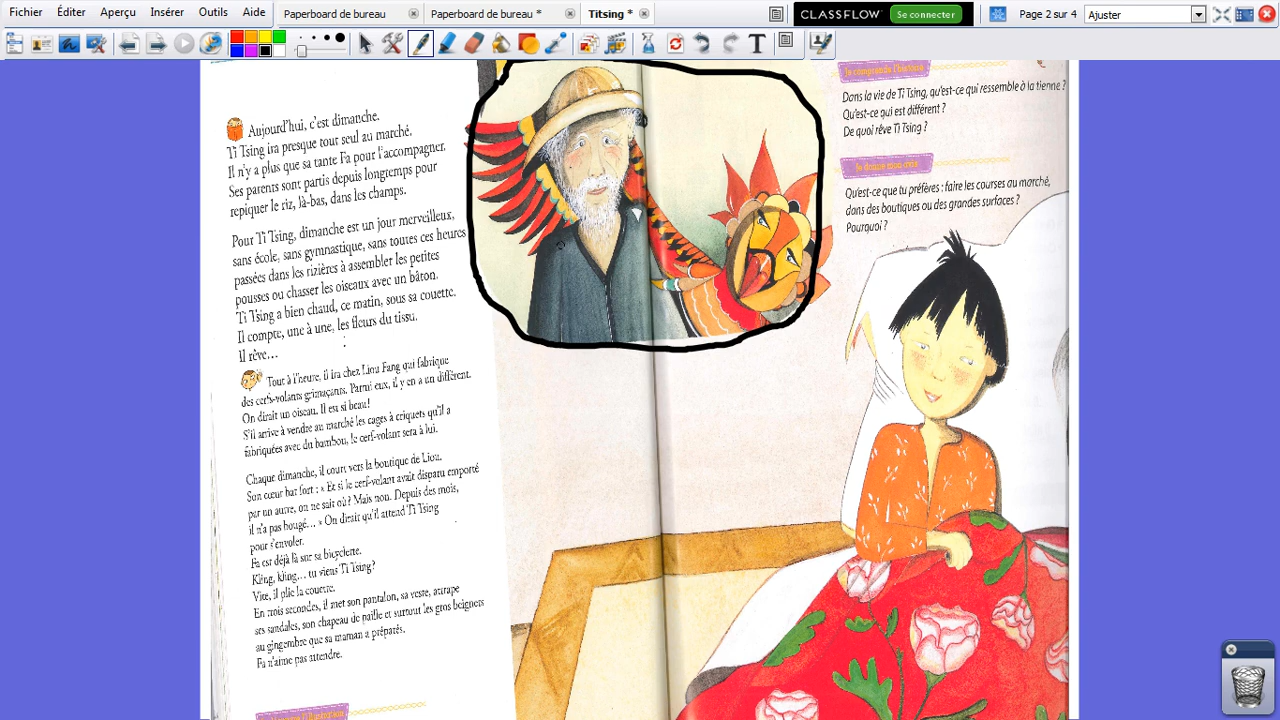 Fichier Éditer Aperçu Insérer Outils Aide
Paperboard de bureau
Paperboard de bureau *
Titsing *
CLASSFLOW
Se connecter
Page 2 sur 4
Ajuster
Aujourd'hui, c'est dimanche.
Ti Tsing ira presque tout seul au marché,
Il n'y a plus que sa tante Fa pour l'accompagner.
Ses parents sont partis depuis longtemps pour
repiquer le riz, là-bas, dans les champs.
Pour Ti Tsing, dimanche est un jour merveilleux,
sans école, sans gymnastique, sans toutes ces heures
passées dans les rizières à assembler les petites
pousses ou chasser les oiseaux avec un bâton.
Ti Tsing a bien chaud, ce matin, sous sa couette.
Il compte, une à une, les fleurs du tissu.
Il rêve...
Tout à l'heure, il ira chez Liou Fang qui fabrique
des cerfs-volants grimaçants. Parmi eux, il y en a un différent.
On dirait un oiseau. Il est si beau!
S'il arrive à vendre au marché les cages à criquets qu'il a
fabriquées avec du bambou, le cerf-volant sera à lui.
Chaque dimanche, il court vers la boutique de Liou.
Son cœur bat fort : « Et si le cerf-volant avait disparu emporté
par un autre, on ne sait où? Mais non. Depuis des mois,
il n'a pas bougé... » On dirait qu'il attend Ti Tsing
pour s'envoler.
Fa est déjà là sur sa bicyclette.
Kling, kling... tu viens Ti Tsing?
Vite, il plie la couette.
En trois secondes, il met son pantalon, sa veste, attrape
ses sandales, son chapeau de paille et surtout les gros beignets
au gingembre que sa maman a préparés.
Fa n'aime pas attendre.
Je comprends l'histoire
Dans la vie de Ti Tsing, qu'est-ce qui ressemble à la tienne ?
Qu'est-ce qui est différent ?
De quoi rêve Ti Tsing ?
Je donne mon avis
Qu'est-ce que tu préfères : faire les courses au marché,
dans des boutiques ou des grandes surfaces ?
Pourquoi ?